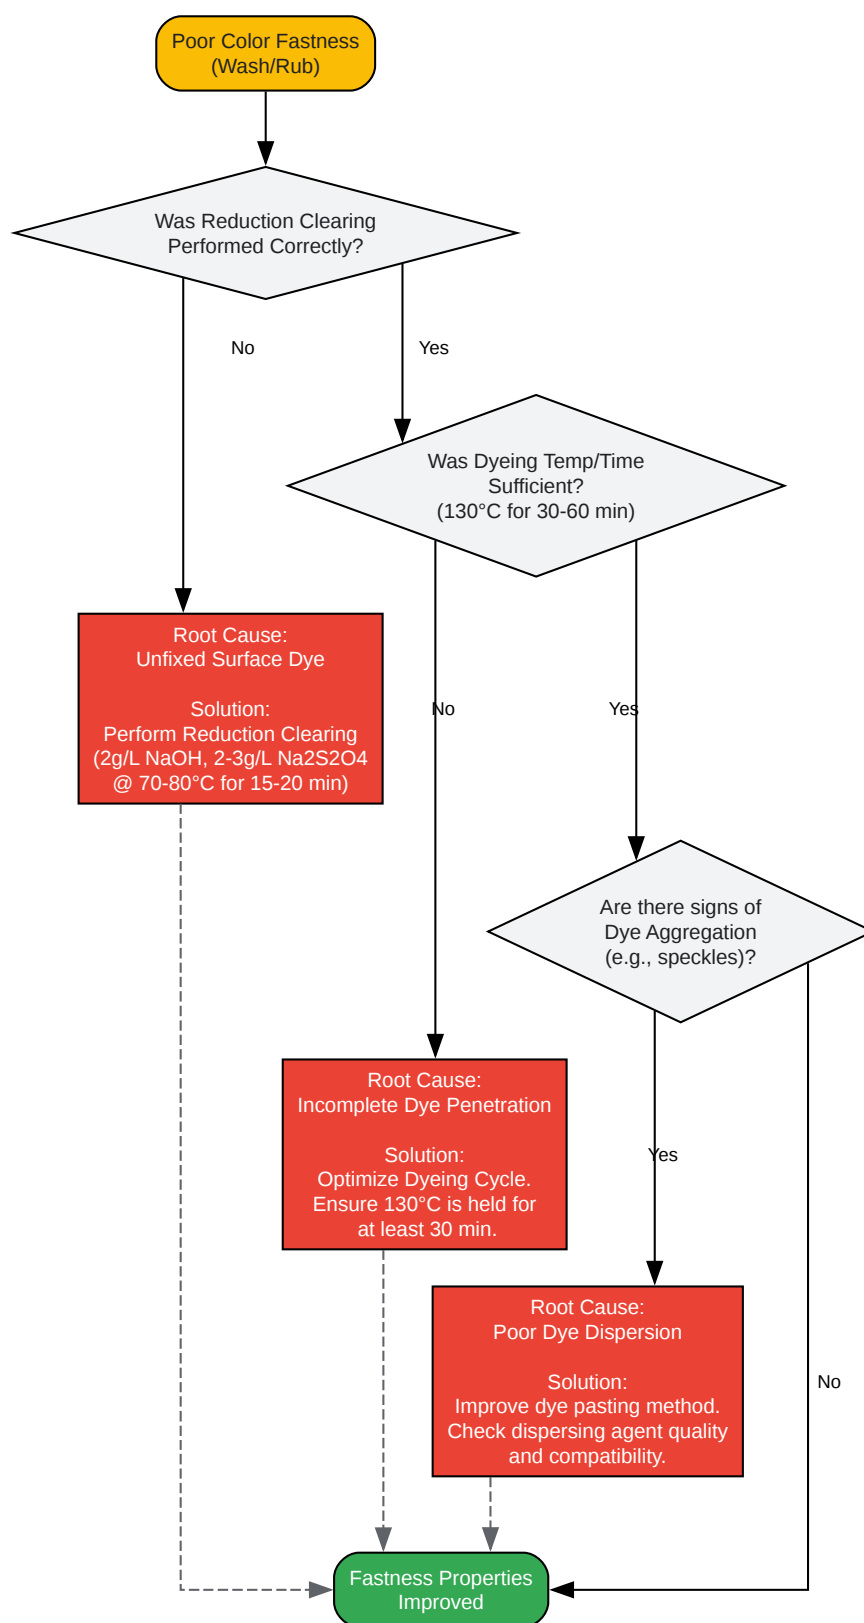 Poor Color Fastness
(Wash/Rub)
Was Reduction Clearing
Performed Correctly?
No
Yes
Was Dyeing Temp/Time
Sufficient?
(130°C for 30-60 min)
Root Cause:
Unfixed Surface Dye
Solution:
Perform Reduction Clearing
(2g/L NaOH, 2-3g/L Na2S2O4
@ 70-80°C for 15-20 min)
No
Yes
Are there signs of
Dye Aggregation
(e.g., speckles)?
Root Cause:
Incomplete Dye Penetration
Solution:
Optimize Dyeing Cycle.
Ensure 130°C is held for
at least 30 min.
Yes
Root Cause:
Poor Dye Dispersion
Solution:
Improve dye pasting method.
Check dispersing agent quality
and compatibility.
No
Fastness Properties
Improved